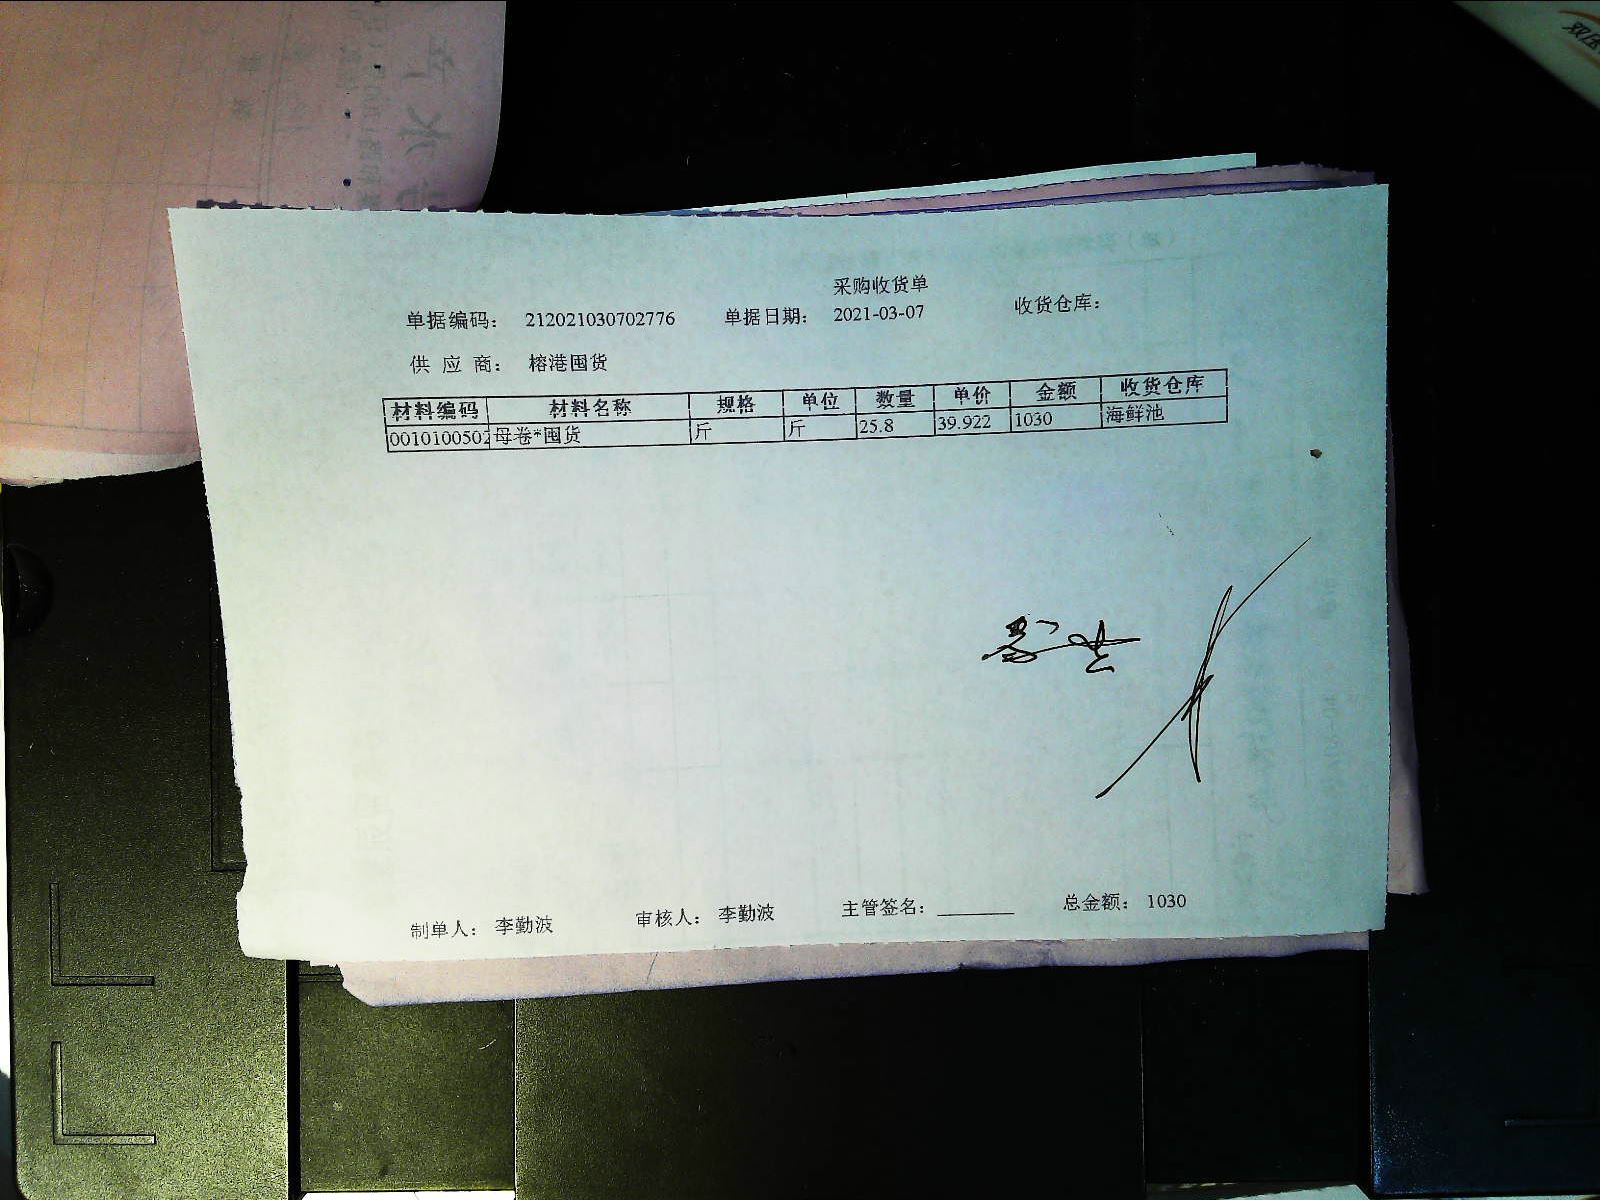 采购收货单
单据编码： 212021030702776 单据日期： 2021-03-07 收货仓库：
供 应 商： 榕港囤货
材料编码 材料名称 规格 单位 数量 单价 金额 收货仓库
0010100502 母卷*囤货 斤 斤 25.8 39.922 1030 海鲜池
制单人： 李勤波 审核人： 李勤波 主管签名：________ 总金额： 1030